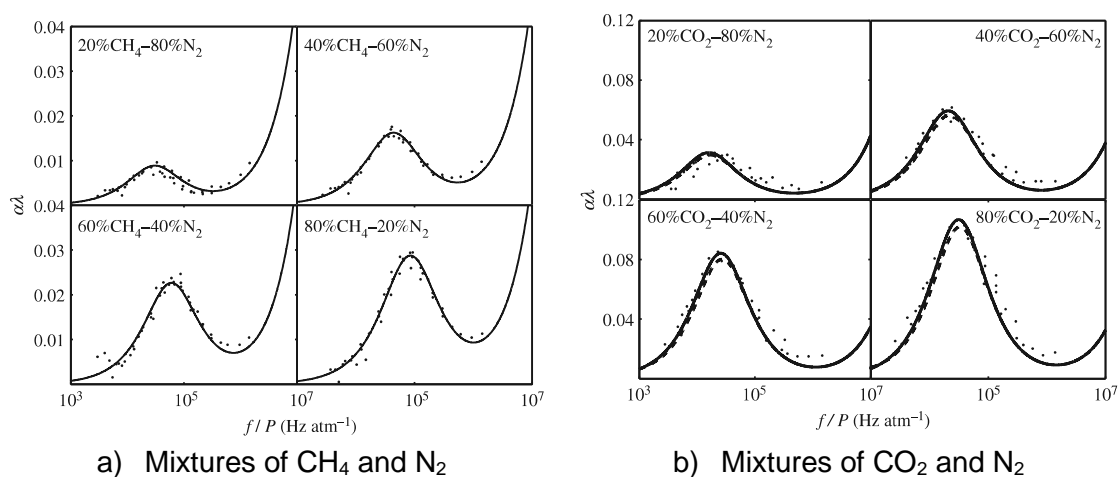 0.04
20%CH₄–80%N₂
40%CH₄–60%N₂
0.03
0.02
0.01
0.04
60%CH₄–40%N₂
80%CH₄–20%N₂
0.03
0.02
0.01
αλ
10³
10⁵
10⁷
10⁵
10⁷
f / P (Hz atm⁻¹)
a) Mixtures of CH₄ and N₂
0.12
20%CO₂–80%N₂
40%CO₂–60%N₂
0.08
0.04
0.12
60%CO₂–40%N₂
80%CO₂–20%N₂
0.08
0.04
αλ
10³
10⁵
10⁷
10⁵
10⁷
f / P (Hz atm⁻¹)
b) Mixtures of CO₂ and N₂